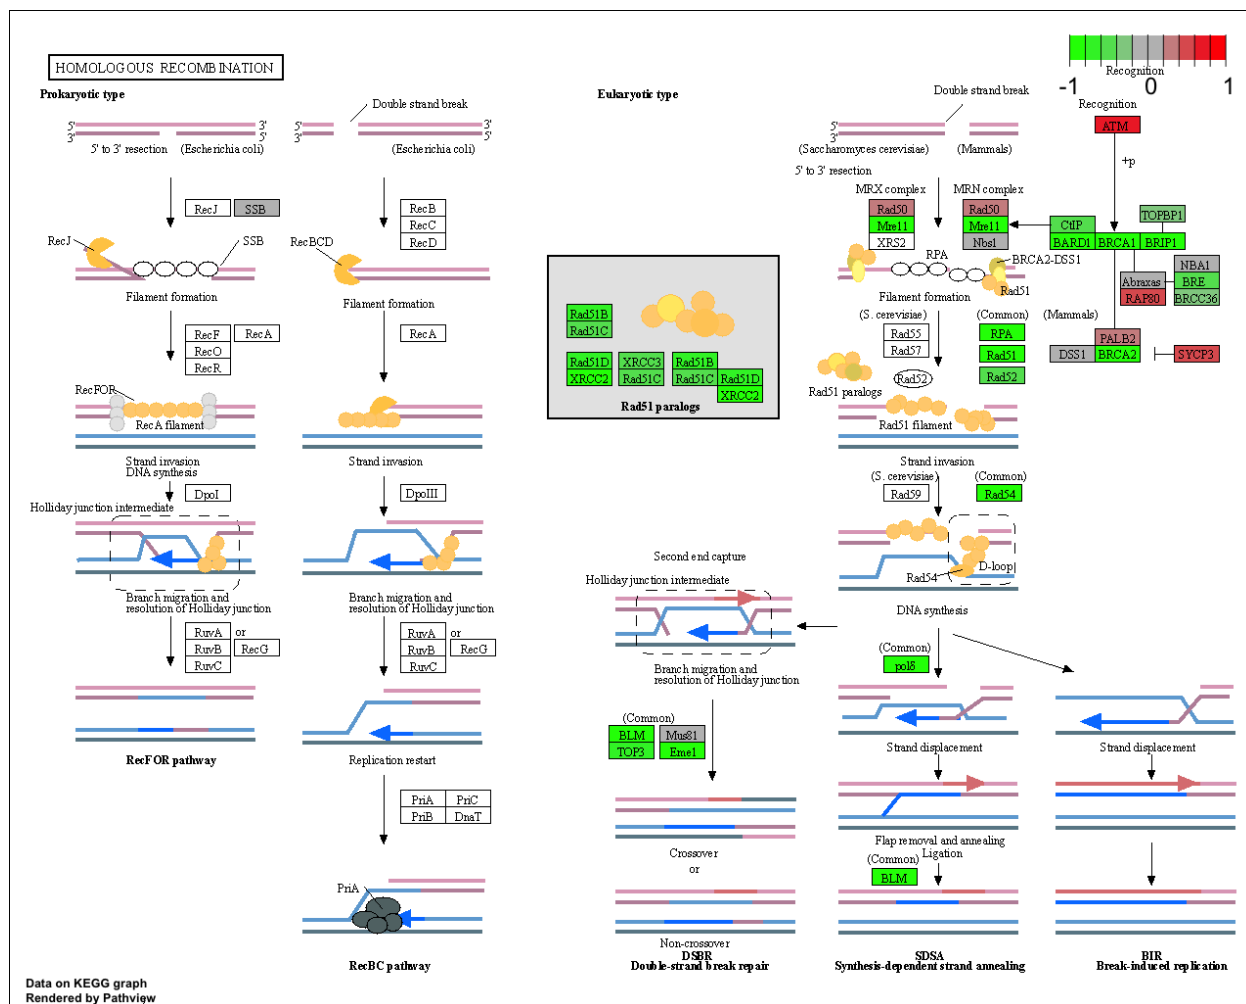 HOMOLOGOUS RECOMBINATION
Prokaryotic type
Eukaryotic type
Recognition
-1
0
1
Double strand break
5'
3'
3'
5'
5' to 3' resection
(Escherichia coli)
RecJ
SSB
RecJ
SSB
Filament formation
RecF
RecA
RecO
RecR
RecFOR
RecA filament
Strand invasion
DNA synthesis
DpoI
Holliday junction intermediate
Branch migration and
resolution of Holliday junction
RuvA
or
RuvB
RecG
RuvC
RecFOR pathway
5'
3'
3'
5'
(Escherichia coli)
RecB
RecC
RecD
RecBCD
Filament formation
RecA
Strand invasion
DpoIII
Branch migration and
resolution of Holliday junction
RuvA
or
RuvB
RecG
RuvC
Replication restart
PriA
PriC
PriB
DnaT
PriA
RecBC pathway
Double strand break
5'
3'
(Saccharomyces cerevisiae)
(Mammals)
5' to 3' resection
MRX complex
MRN complex
Rad50
Mre11
XRS2
Rad50
Mre11
Nbs1
RPA
BRCA2-DSS1
Rad51
Recognition
ATM
+p
CtIP
TOPBP1
BARD1
BRCA1
BRIP1
Abraxas
RAP80
NBA1
BRE
BRCC36
(Mammals)
PALB2
DSS1
BRCA2
SYCP3
Filament formation
(S. cerevisiae)
(Common)
Rad55
Rad57
Rad52
RPA
Rad51
Rad52
Rad51 paralogs
Rad51 filament
Rad51B
Rad51C
Rad51D
XRCC2
XRCC3
Rad51C
Rad51B
Rad51C
Rad51D
XRCC2
Rad51 paralogs
Strand invasion
(S. cerevisiae)
(Common)
Rad59
Rad54
Rad54
D-loop
DNA synthesis
Second end capture
Holliday junction intermediate
Branch migration and
resolution of Holliday junction
(Common)
BLM
Mus81
TOP3
Eme1
Crossover
or
Non-crossover
DSBR
Double-strand break repair
(Common)
polδ
Strand displacement
Flap removal and annealing
Ligation
(Common)
BLM
SDSA
Synthesis-dependent strand annealing
Strand displacement
BIR
Break-induced replication
Data on KEGG graph
Rendered by Pathview